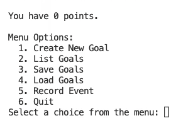 You have 0 points.
Menu Options:
1. Create New Goal
2. List Goals
3. Save Goals
4. Load Goals
5. Record Event
6. Quit
Select a choice from the menu: